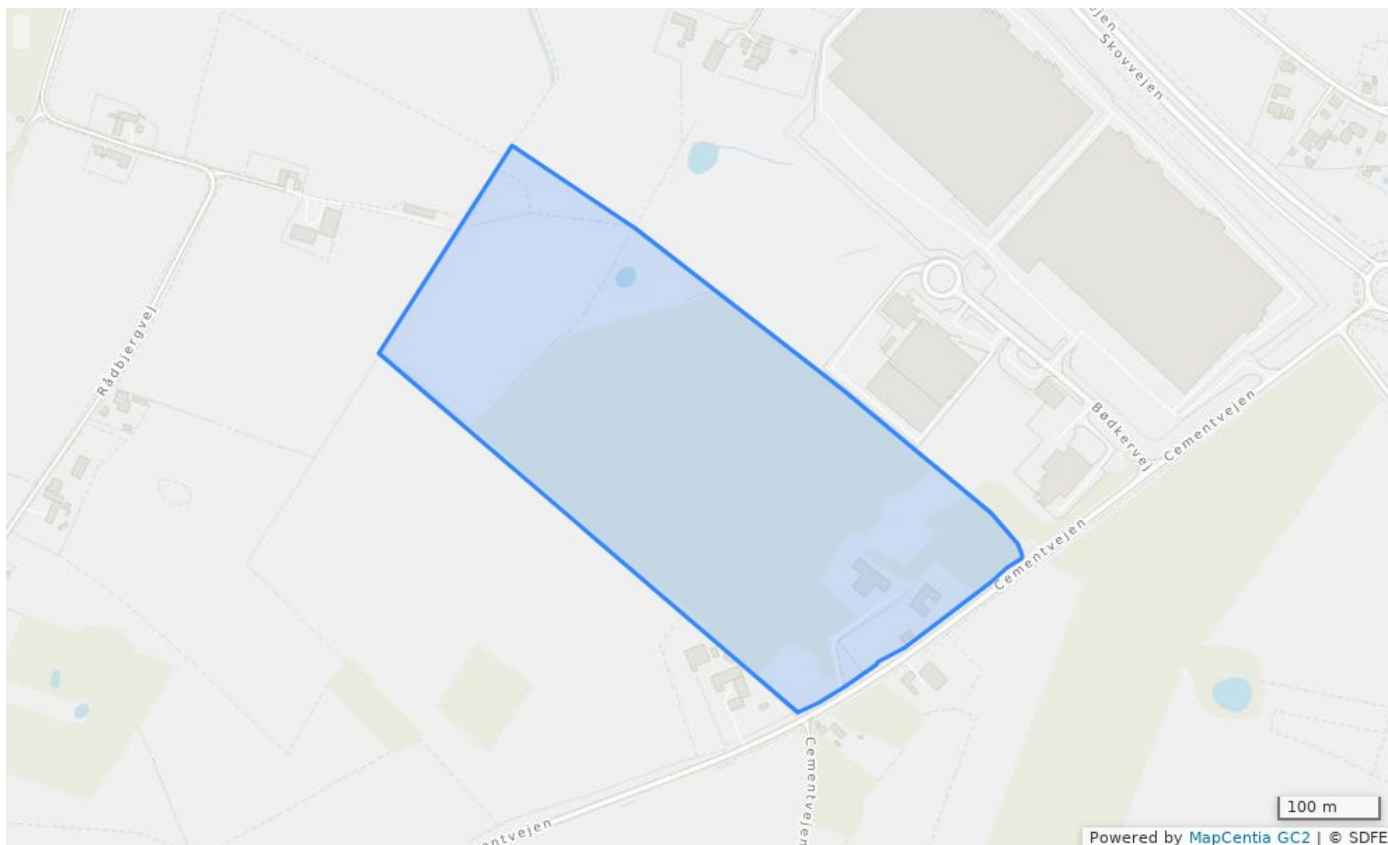 Skovvejen
Rådbjergvej
Bødkervej
Cementvejen
Cementvejen
Cementvejen
100 m
Powered by MapCentia GC2 | © SDFE